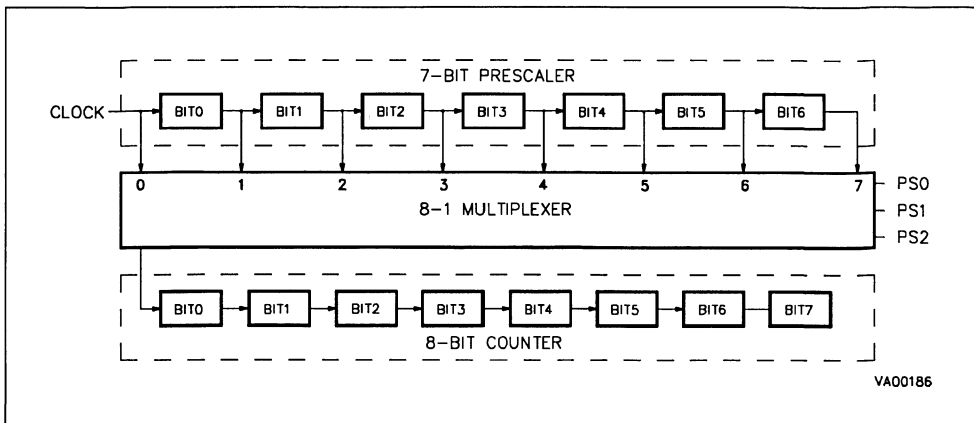 7-BIT PRESCALER
CLOCK BIT0 BIT1 BIT2 BIT3 BIT4 BIT5 BIT6
0 1 2 3 4 5 6 7 PS0
8-1 MULTIPLEXER PS1
PS2
BIT0 BIT1 BIT2 BIT3 BIT4 BIT5 BIT6 BIT7
8-BIT COUNTER
VA00186